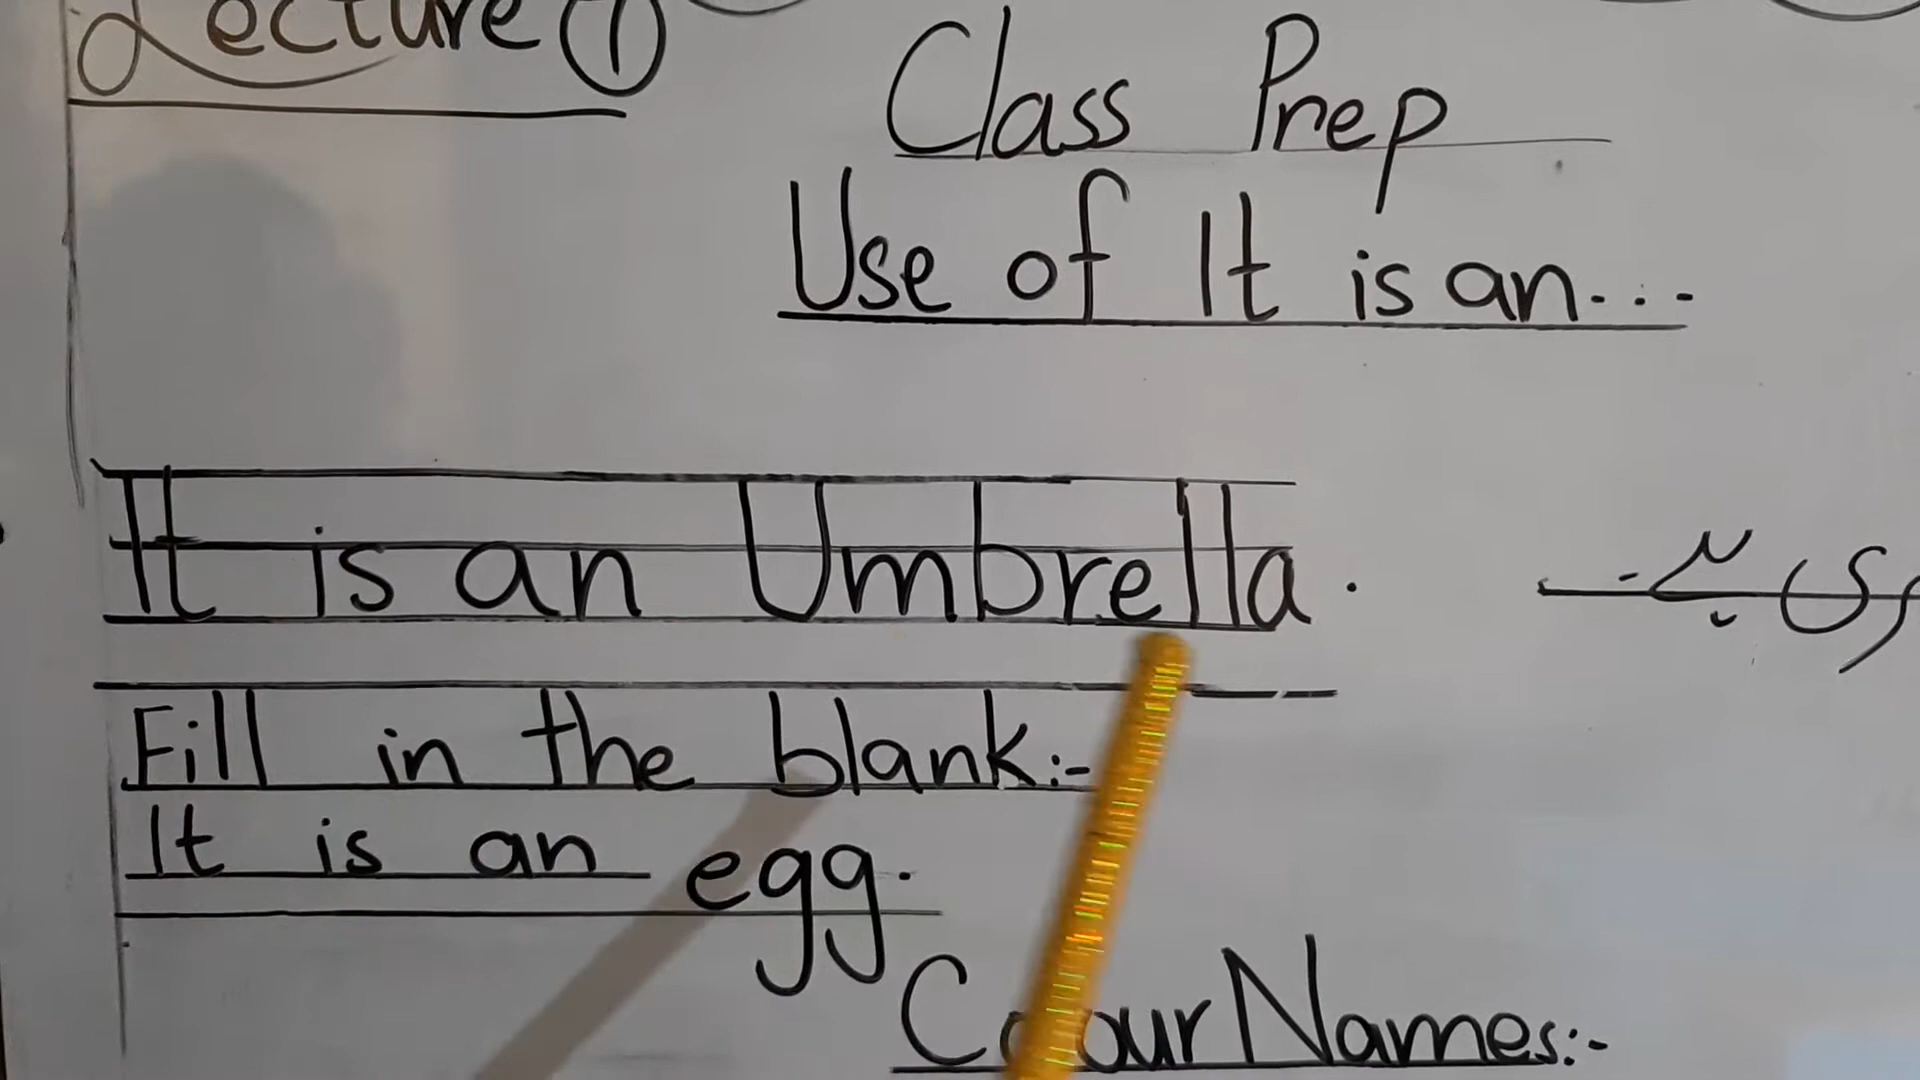 Lecture 1
Class Prep
Use of It is an...
It is an Umbrella.
Fill in the blank:-
It is an egg.
Colour Names:-